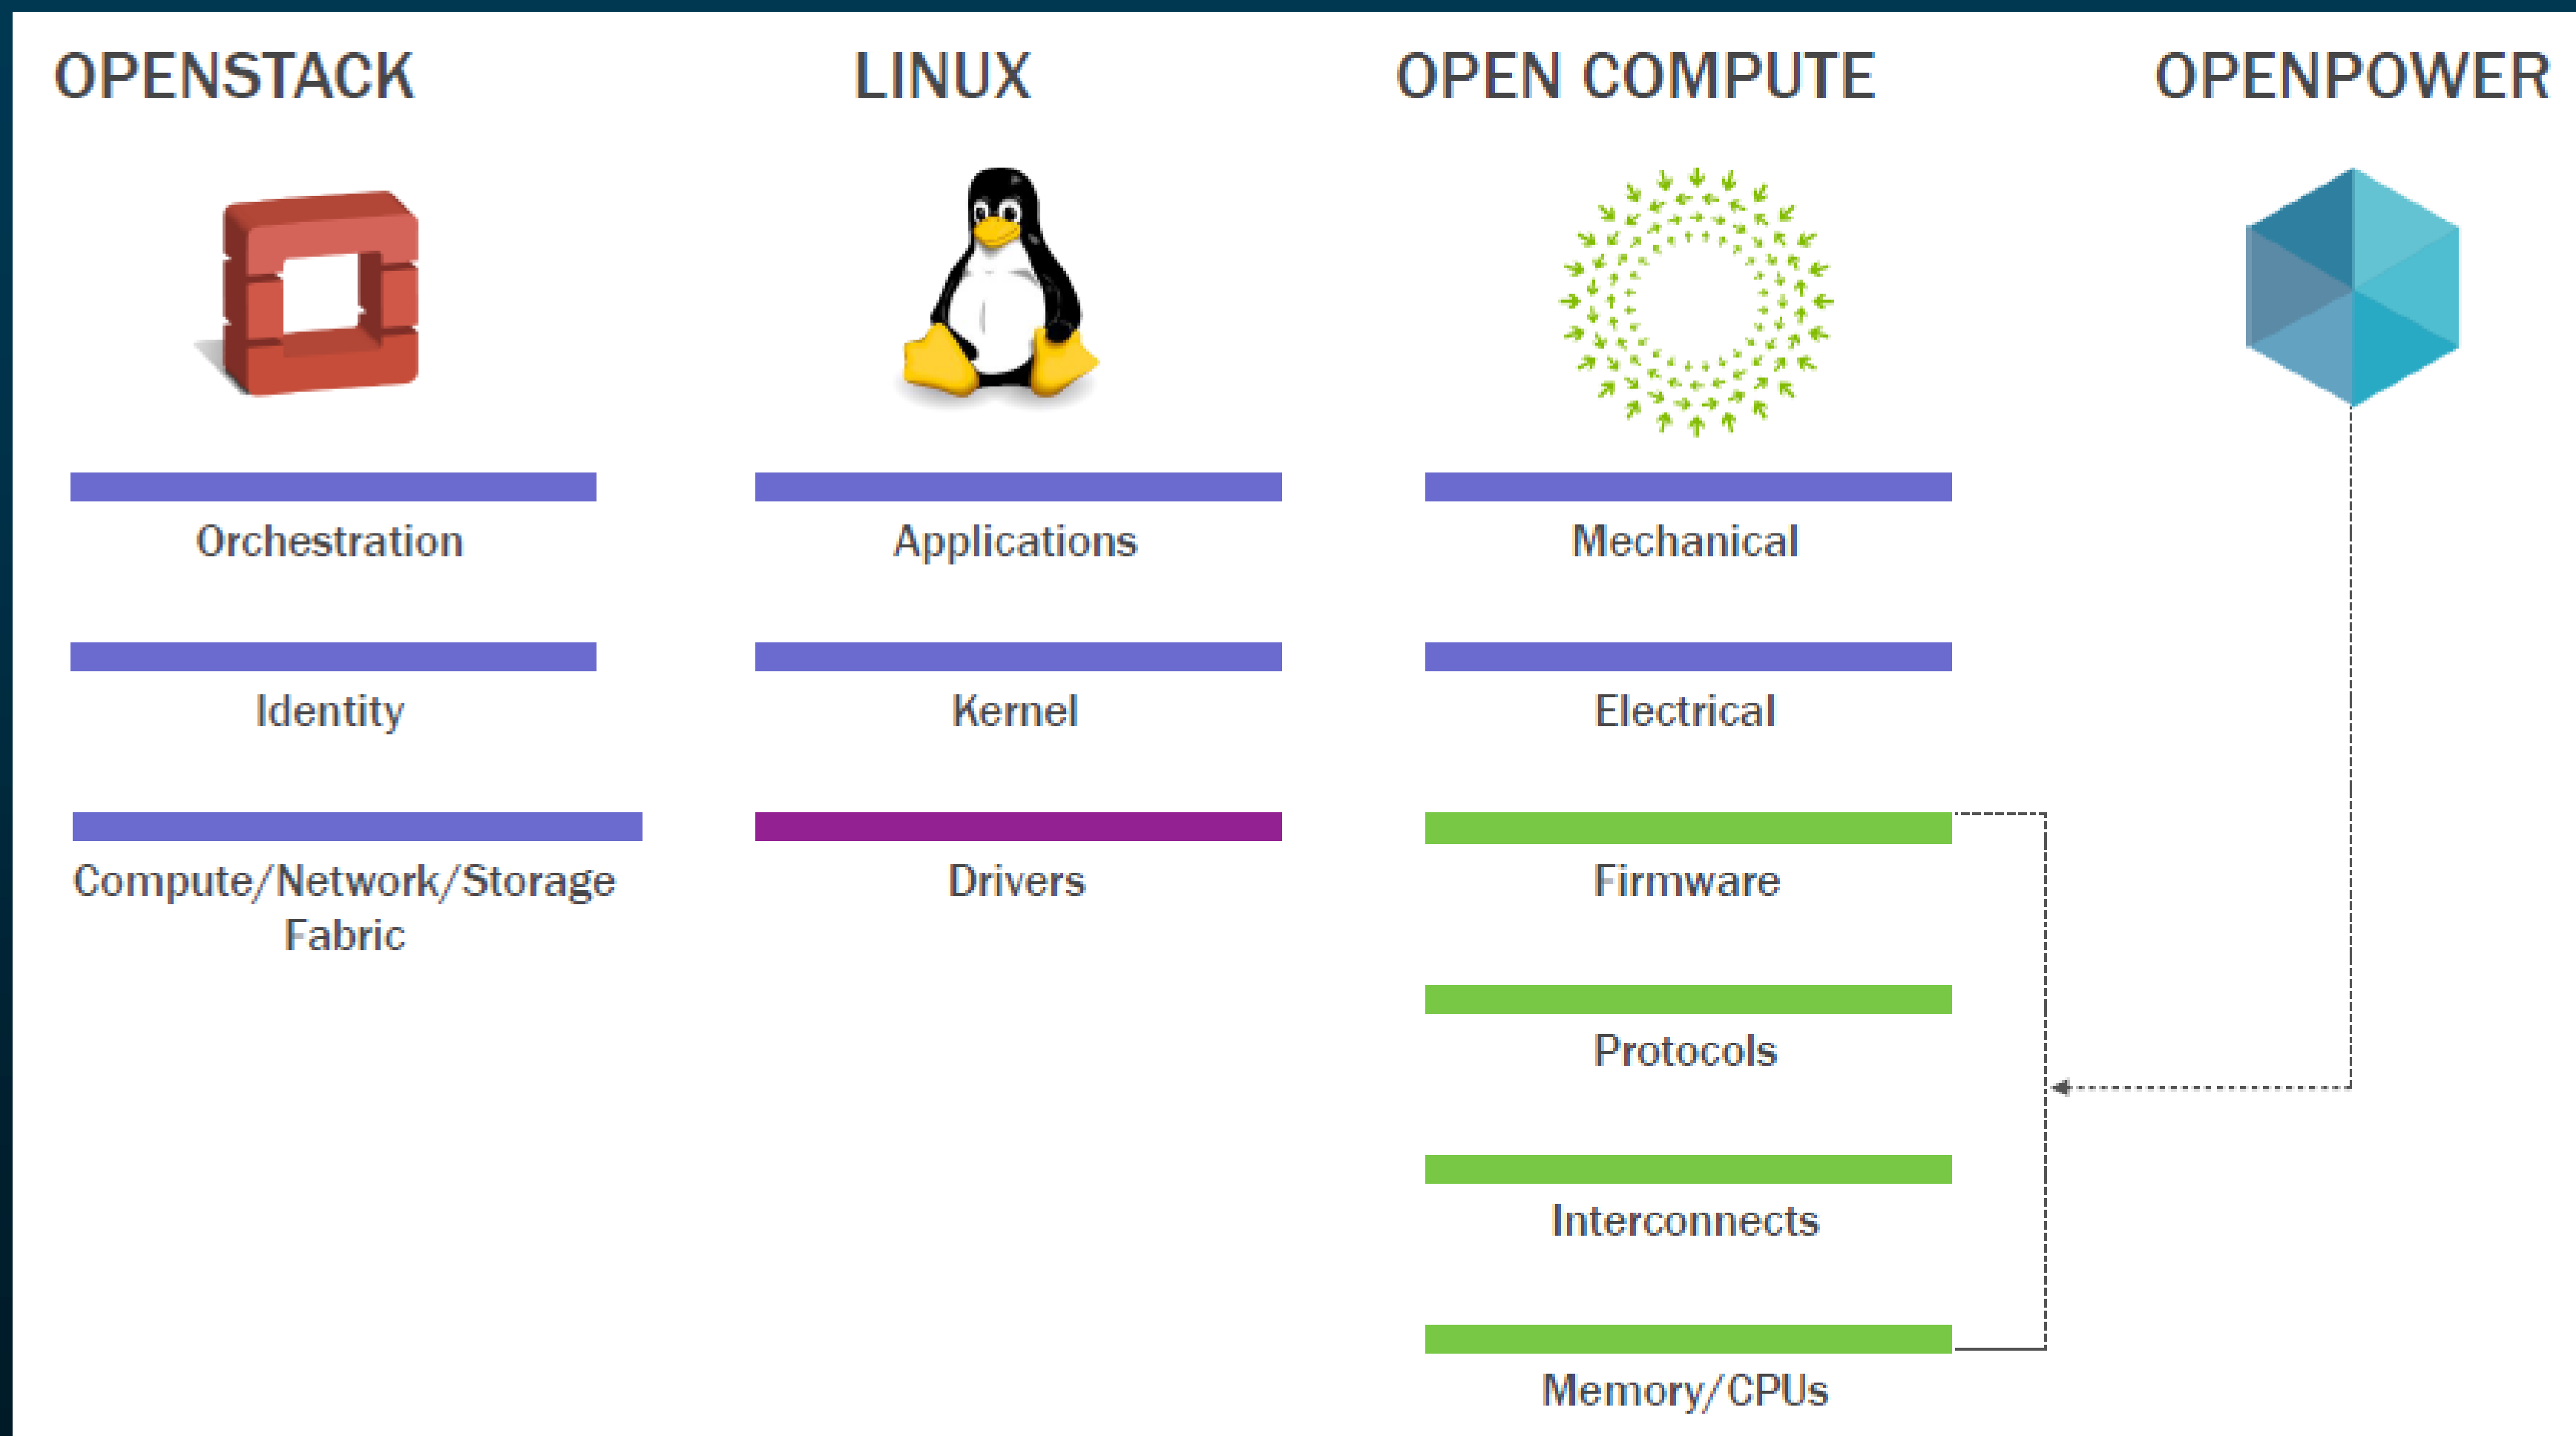 OPENSTACK
LINUX
OPEN COMPUTE
OPENPOWER
Orchestration
Applications
Mechanical
Identity
Kernel
Electrical
Compute/Network/Storage
Fabric
Drivers
Firmware
Protocols
Interconnects
Memory/CPUs